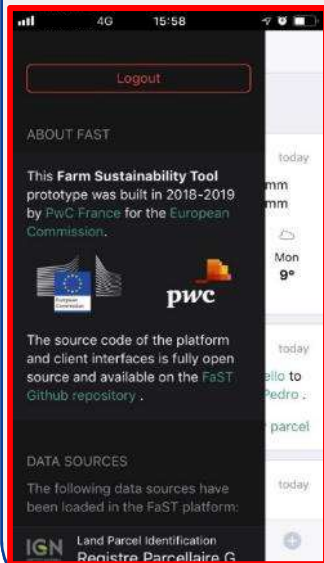 4G 15:58
Logout
ABOUT FAST
This Farm Sustainability Tool
prototype was built in 2018-2019
by PwC France for the European
Commission.
European
Commission
pwc
The source code of the platform
and client interfaces is fully open
source and available on the FaST
Github repository .
DATA SOURCES
The following data sources have
been loaded in the FaST platform:
IGN
Land Parcel Identification
Registre Parcellaire G
today
mm
mm
Mon
9°
today
ello to
Pedro .
parcel
today